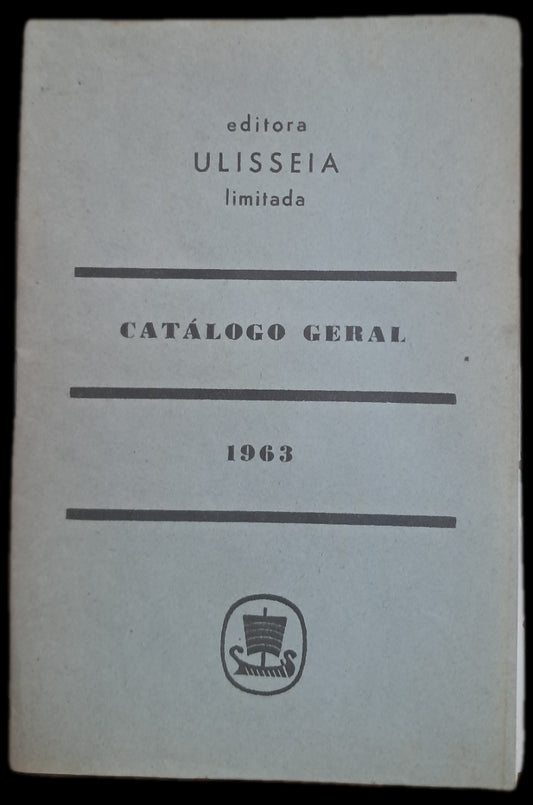 editora
ULISSEIA
limitada
CATÁLOGO GERAL
1963